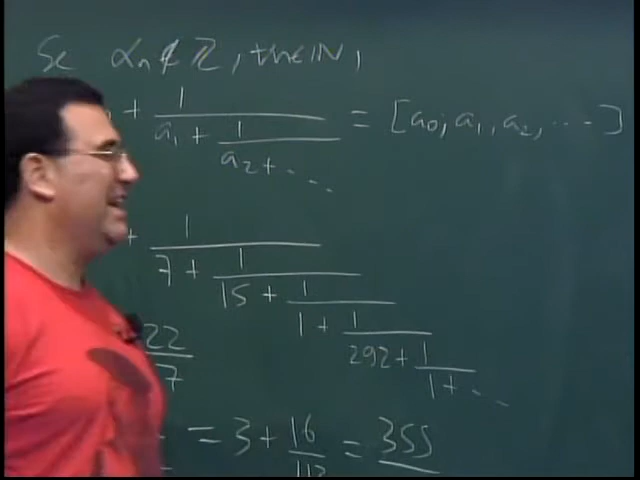 Se αₙ ∉ ℤ, ∀n∈ℕ,
+ 1/(a₁ + 1/(a₂ + ⋱)) = [a₀; a₁, a₂, ....]
+ 1/(7 + 1/(15 + 1/(1 + 1/(292 + 1/(1 + ⋱)))))
22/7
= 3 + 16/113 = 355